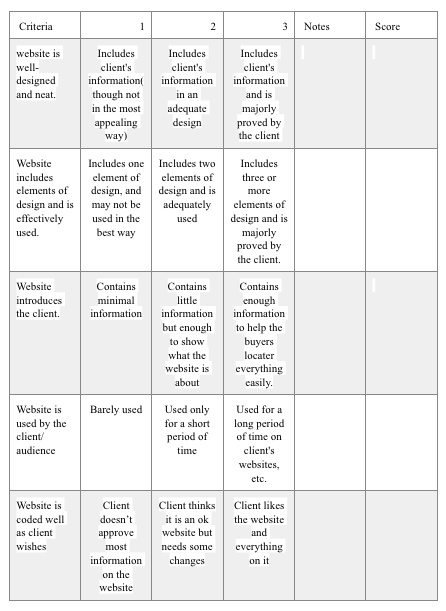 Criteria 1 2 3 Notes Score
website is
well-
designed
and neat.
Includes
client's
information(
though not
in the most
appealing
way)
Includes
client's
information
in an
adequate
design
Includes
client's
information
and is
majorly
proved by
the client
Website
includes
elements of
design and is
effectively
used.
Includes one
element of
design, and
may not be
used in the
best way
Includes two
elements of
design and is
adequately
used
Includes
three or
more
elements of
design and is
majorly
proved by
the client.
Website
introduces
the client.
Contains
minimal
information
Contains
little
information
but enough
to show
what the
website is
about
Contains
enough
information
to help the
buyers
locater
everything
easily.
Website is
used by the
client/
audience
Barely used
Used only
for a short
period of
time
Used for a
long period
of time on
client's
websites,
etc.
Website is
coded well
as client
wishes
Client
doesn't
approve
most
information
on the
website
Client thinks
it is an ok
website but
needs some
changes
Client likes
the website
and
everything
on it